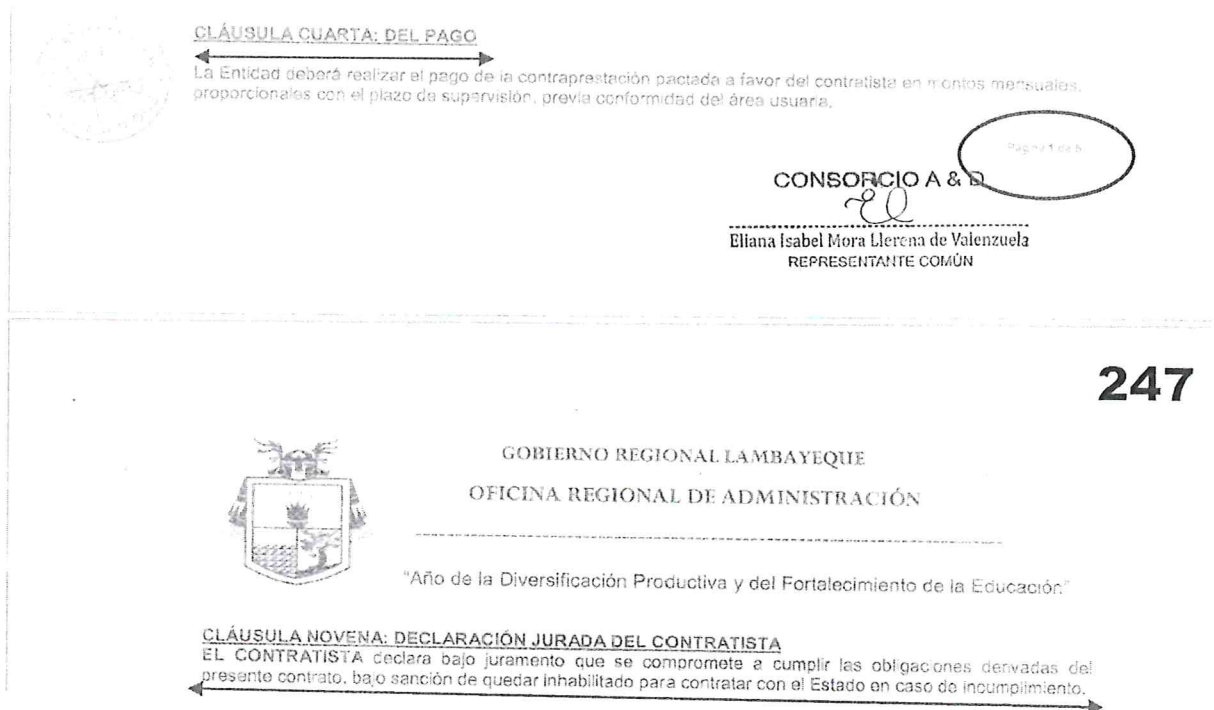 CLÁUSULA CUARTA: DEL PAGO
La Entidad deberá realizar el pago de la contraprestación pactada a favor del contratista en montos mensuales,
proporcionales con el plazo de supervisión, previa conformidad del área usuaria.
Página 1 de 5
CONSORCIO A & D
Eliana Isabel Mora Llerena de Valenzuela
REPRESENTANTE COMÚN
247
GOBIERNO REGIONAL LAMBAYEQUE
OFICINA REGIONAL DE ADMINISTRACIÓN
"Año de la Diversificación Productiva y del Fortalecimiento de la Educación"
CLÁUSULA NOVENA: DECLARACIÓN JURADA DEL CONTRATISTA
EL CONTRATISTA declara bajo juramento que se compromete a cumplir las obligaciones derivadas del
presente contrato, bajo sanción de quedar inhabilitado para contratar con el Estado en caso de incumplimiento.